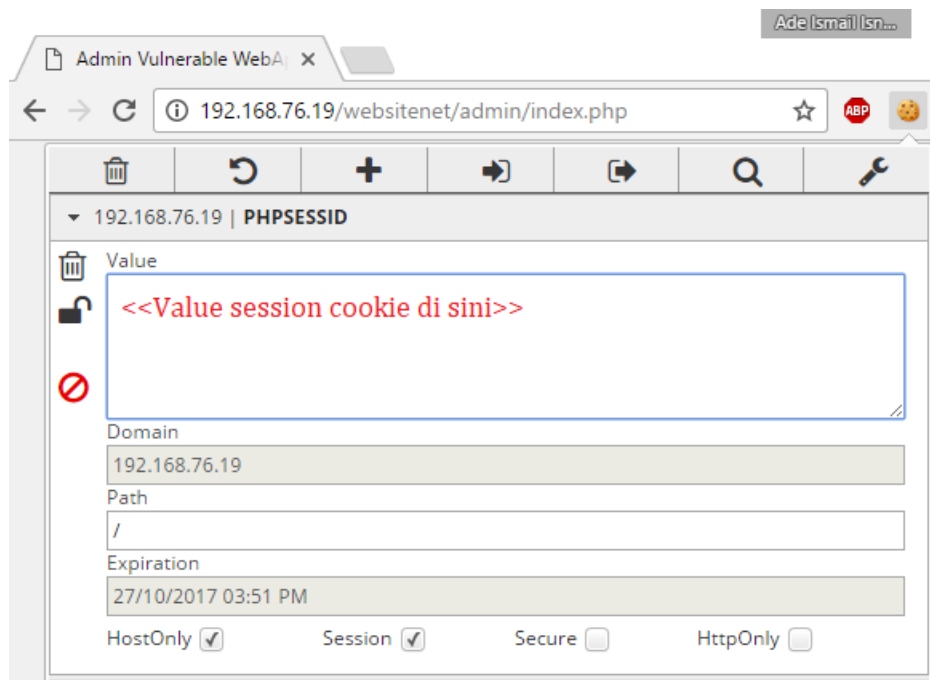 Ade Ismail Isn...
Admin Vulnerable WebA
192.168.76.19/websitenet/admin/index.php
ABP
192.168.76.19 | PHPSESSID
Value
<<Value session cookie di sini>>
Domain
192.168.76.19
Path
/
Expiration
27/10/2017 03:51 PM
HostOnly Session Secure HttpOnly